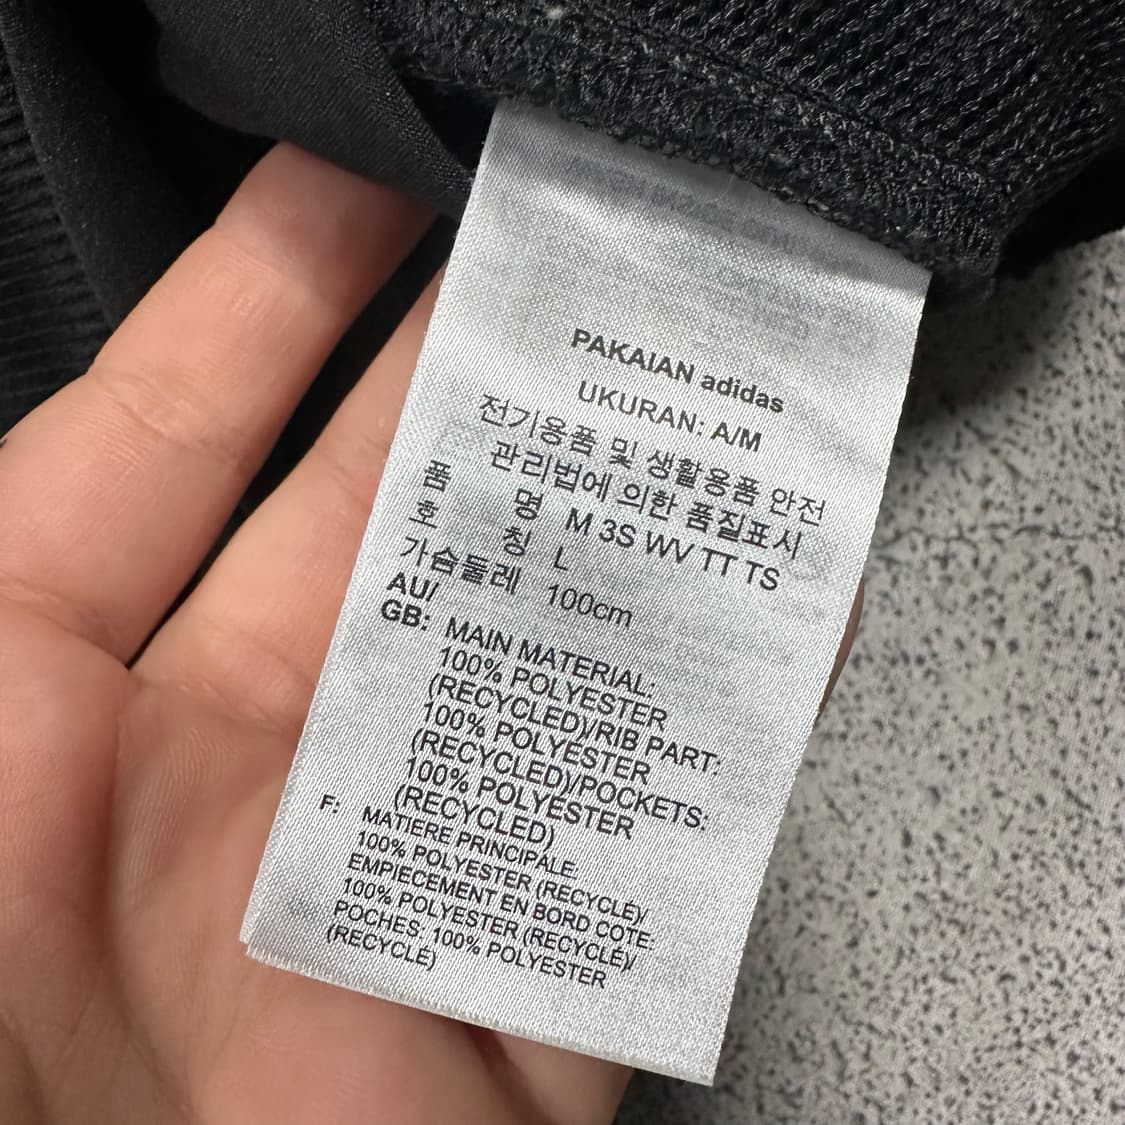 PAKAIAN adidas
UKURAN: A/M
전기용품 및 생활용품 안전
관리법에 의한 품질표시
품 명 M 3S WV TT TS
호 칭 L
가슴둘레 100cm
AU/
GB: MAIN MATERIAL:
100% POLYESTER
(RECYCLED)/RIB PART:
100% POLYESTER
(RECYCLED)/POCKETS:
100% POLYESTER
(RECYCLED)
F: MATIERE PRINCIPALE:
100% POLYESTER (RECYCLÉ)/
EMPIECEMENT EN BORD COTE:
100% POLYESTER (RECYCLÉ)/
POCHES: 100% POLYESTER
(RECYCLÉ)